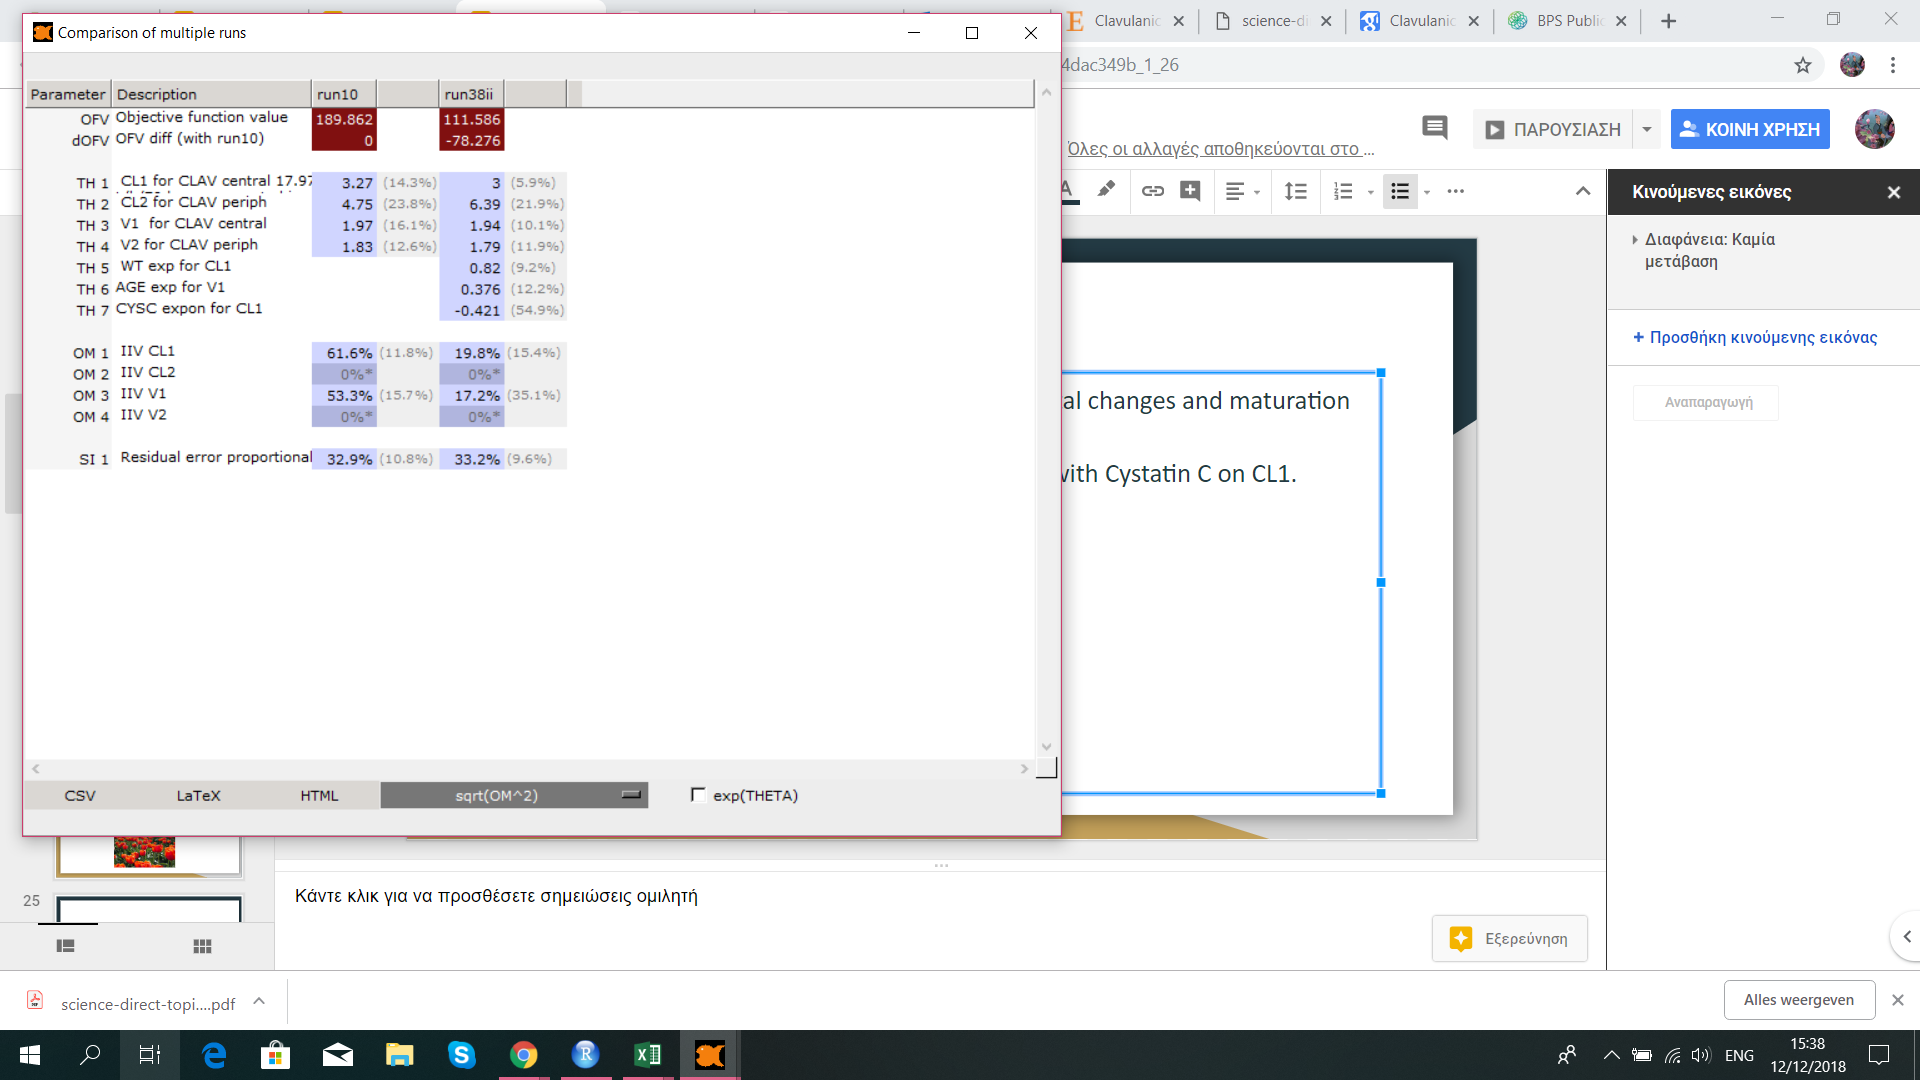 Comparison of multiple runs
Clavulanic
science-di
Clavulanic
BPS Public
4dac349b_1_26
Parameter Description run10 run38ii
OFV Objective function value 189.862 111.586
dOFV OFV diff (with run10) 0 -78.276
TH 1 CL1 for CLAV central 17.97 3.27 (14.3%) 3 (5.9%)
TH 2 CL2 for CLAV periph 4.75 (23.8%) 6.39 (21.9%)
TH 3 V1 for CLAV central 1.97 (16.1%) 1.94 (10.1%)
TH 4 V2 for CLAV periph 1.83 (12.6%) 1.79 (11.9%)
TH 5 WT exp for CL1 0.82 (9.2%)
TH 6 AGE exp for V1 0.376 (12.2%)
TH 7 CYSC expon for CL1 -0.421 (54.9%)
OM 1 IIV CL1 61.6% (11.8%) 19.8% (15.4%)
OM 2 IIV CL2 0%* 0%*
OM 3 IIV V1 53.3% (15.7%) 17.2% (35.1%)
OM 4 IIV V2 0%* 0%*
SI 1 Residual error proportional 32.9% (10.8%) 33.2% (9.6%)
CSV LaTeX HTML sqrt(OM^2) exp(THETA)
Όλες οι αλλαγές αποθηκεύονται στο ...
ΠΑΡΟΥΣΙΑΣΗ
ΚΟΙΝΗ ΧΡΗΣΗ
Κινούμενες εικόνες
Διαφάνεια: Καμία
μετάβαση
+ Προσθήκη κινούμενης εικόνας
Αναπαραγωγή
al changes and maturation
with Cystatin C on CL1.
25
Κάντε κλικ για να προσθέσετε σημειώσεις ομιλητή
Εξερεύνηση
science-direct-topi....pdf
Alles weergeven
ENG
15:38
12/12/2018